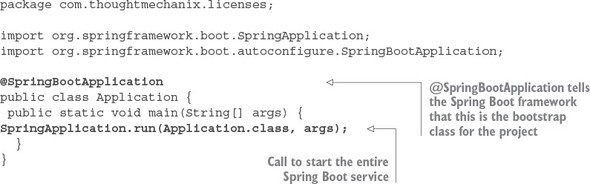 package com.thoughtmechanix.licenses;
import org.springframework.boot.SpringApplication;
import org.springframework.boot.autoconfigure.SpringBootApplication;
@SpringBootApplication
public class Application {
public static void main(String[] args) {
SpringApplication.run(Application.class, args);
}
}
@SpringBootApplication tells
the Spring Boot framework
that this is the bootstrap
class for the project
Call to start the entire
Spring Boot service